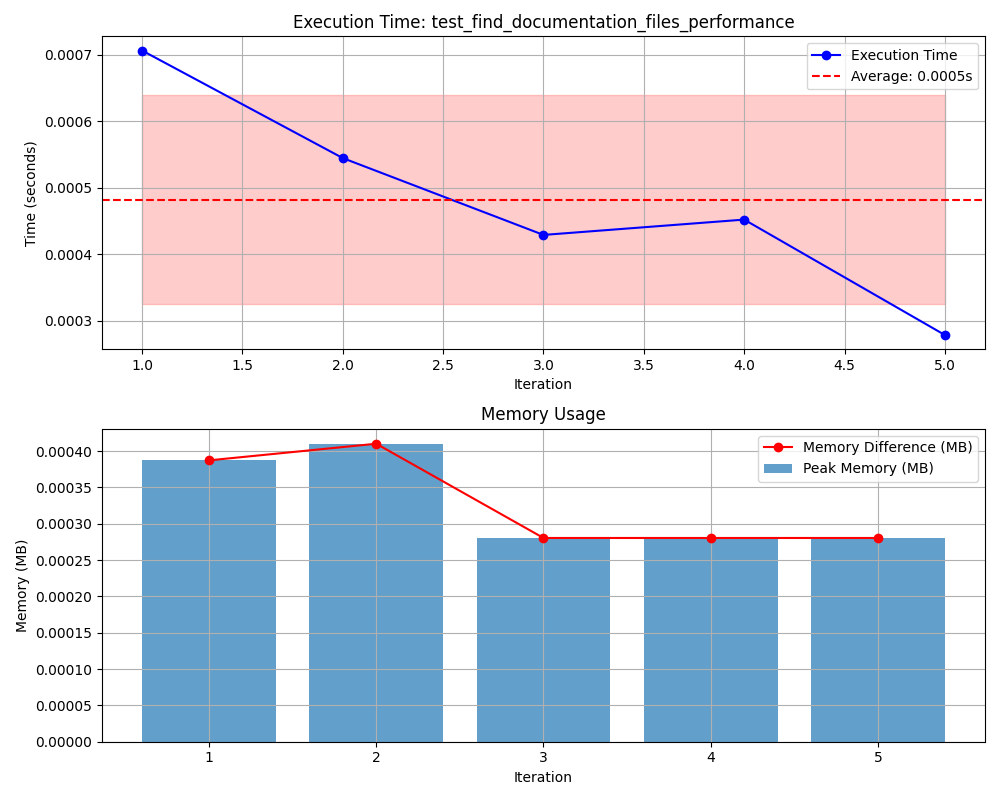 Execution Time: test_find_documentation_files_performance
Time (seconds)
0.0007
0.0006
0.0005
0.0004
0.0003
Execution Time
Average: 0.0005s
1.0 1.5 2.0 2.5 3.0 3.5 4.0 4.5 5.0
Iteration
Memory Usage
Memory (MB)
0.00040
0.00035
0.00030
0.00025
0.00020
0.00015
0.00010
0.00005
0.00000
Memory Difference (MB)
Peak Memory (MB)
1 2 3 4 5
Iteration